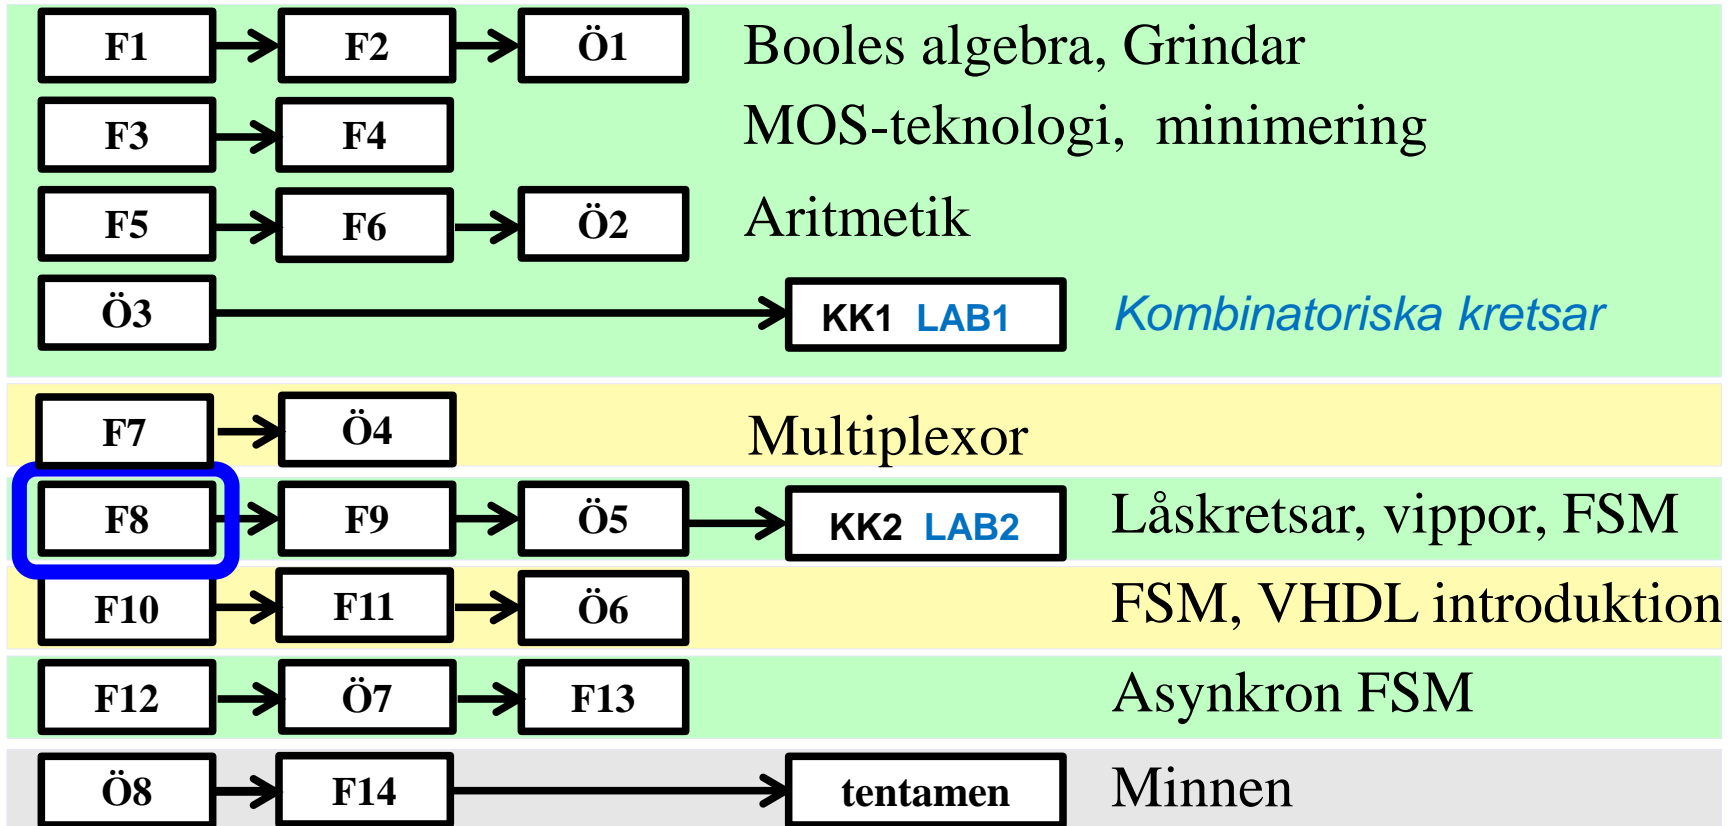 F1 F2 Ö1 Booles algebra, Grindar
F3 F4 MOS-teknologi, minimering
F5 F6 Ö2 Aritmetik
Ö3 KK1 LAB1 Kombinatoriska kretsar
F7 Ö4 Multiplexor
F8 F9 Ö5 KK2 LAB2 Låskretsar, vippor, FSM
F10 F11 Ö6 FSM, VHDL introduktion
F12 Ö7 F13 Asynkron FSM
Ö8 F14 tentamen Minnen